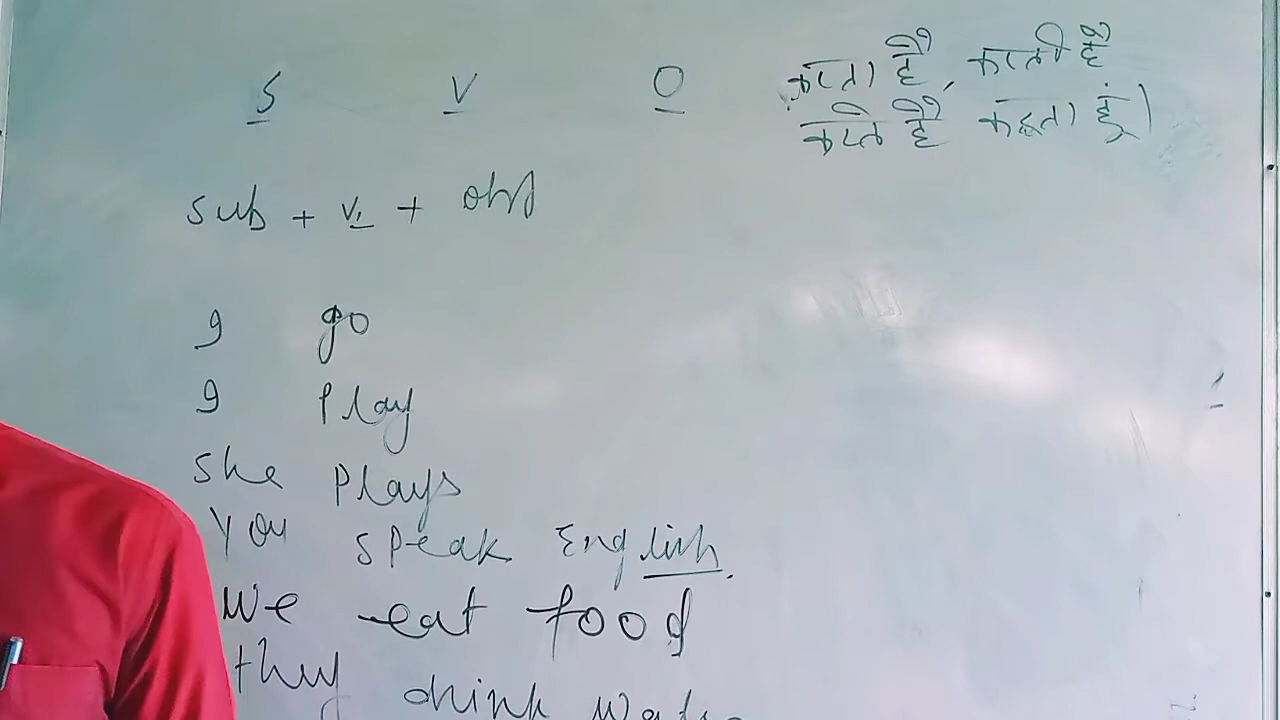 S V O
करता है, करती है
करते हैं करता हूँ।
sub + V1 + obj
I go
I Play
She Plays
You speak English.
We eat food
they drink